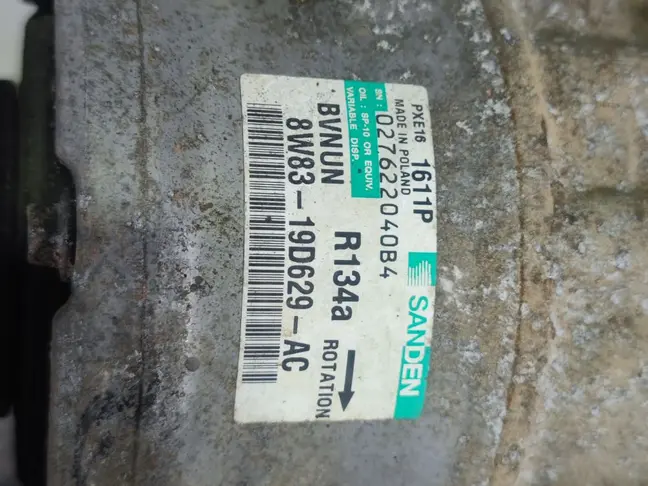 PXE16 1611P SANDEN
MADE IN POLAND
SN: 027622040B4
OIL : SP-10 OR EQUIV.
VARIABLE DISP.
BVNUN R134a ROTATION
8W83-19D629-AC